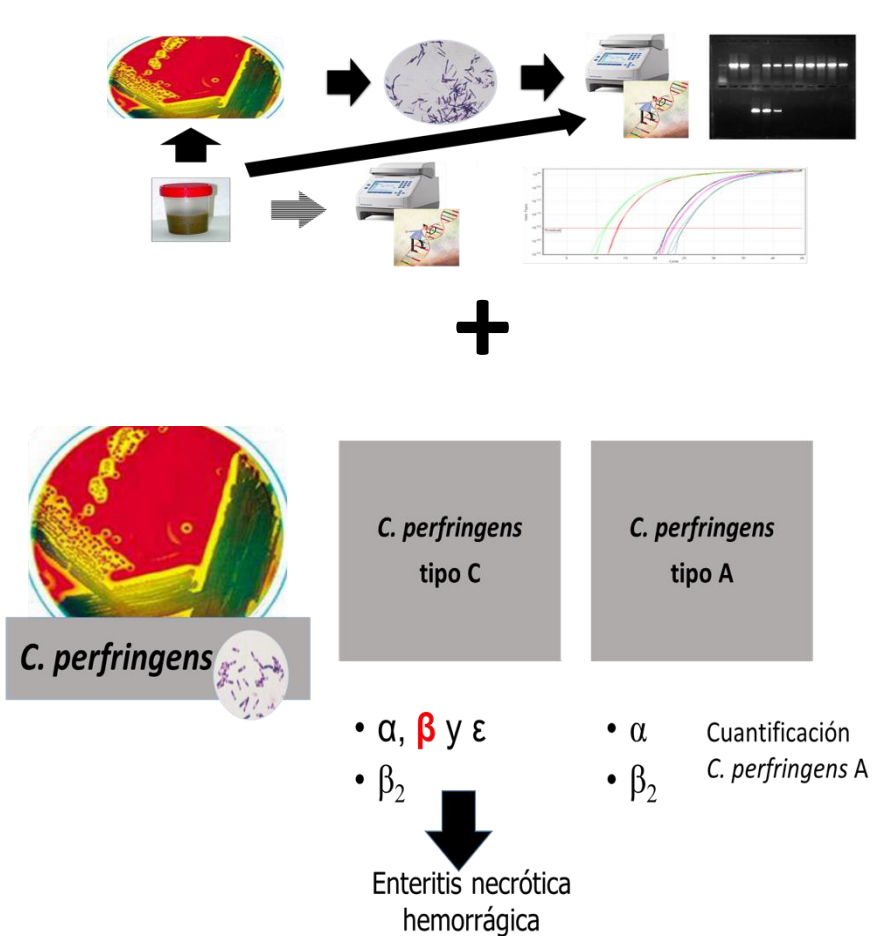 +
C. perfringens
C. perfringens
tipo C
C. perfringens
tipo A
• α, β y ε
• β₂
• α
• β₂
Cuantificación
C. perfringens A
Enteritis necrótica
hemorrágica